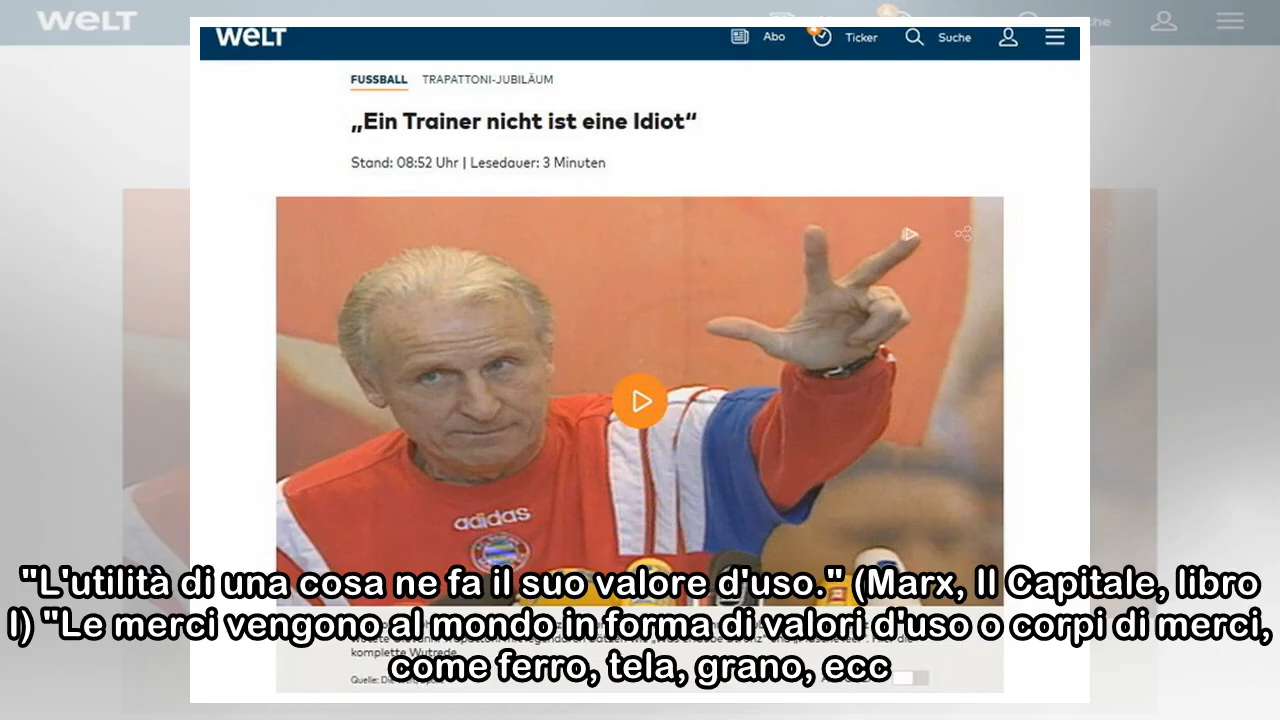 WELT
WELT
Abo
Ticker
Suche
FUSSBALL TRAPATTONI-JUBILÄUM
„Ein Trainer nicht ist eine Idiot“
Stand: 08:52 Uhr | Lesedauer: 3 Minuten
adidas
"L'utilità di una cosa ne fa il suo valore d'uso." (Marx, Il Capitale, libro
I) "Le merci vengono al mondo in forma di valori d'uso o corpi di merci,
come ferro, tela, grano, ecc
komplette Wutrede.
Quelle: